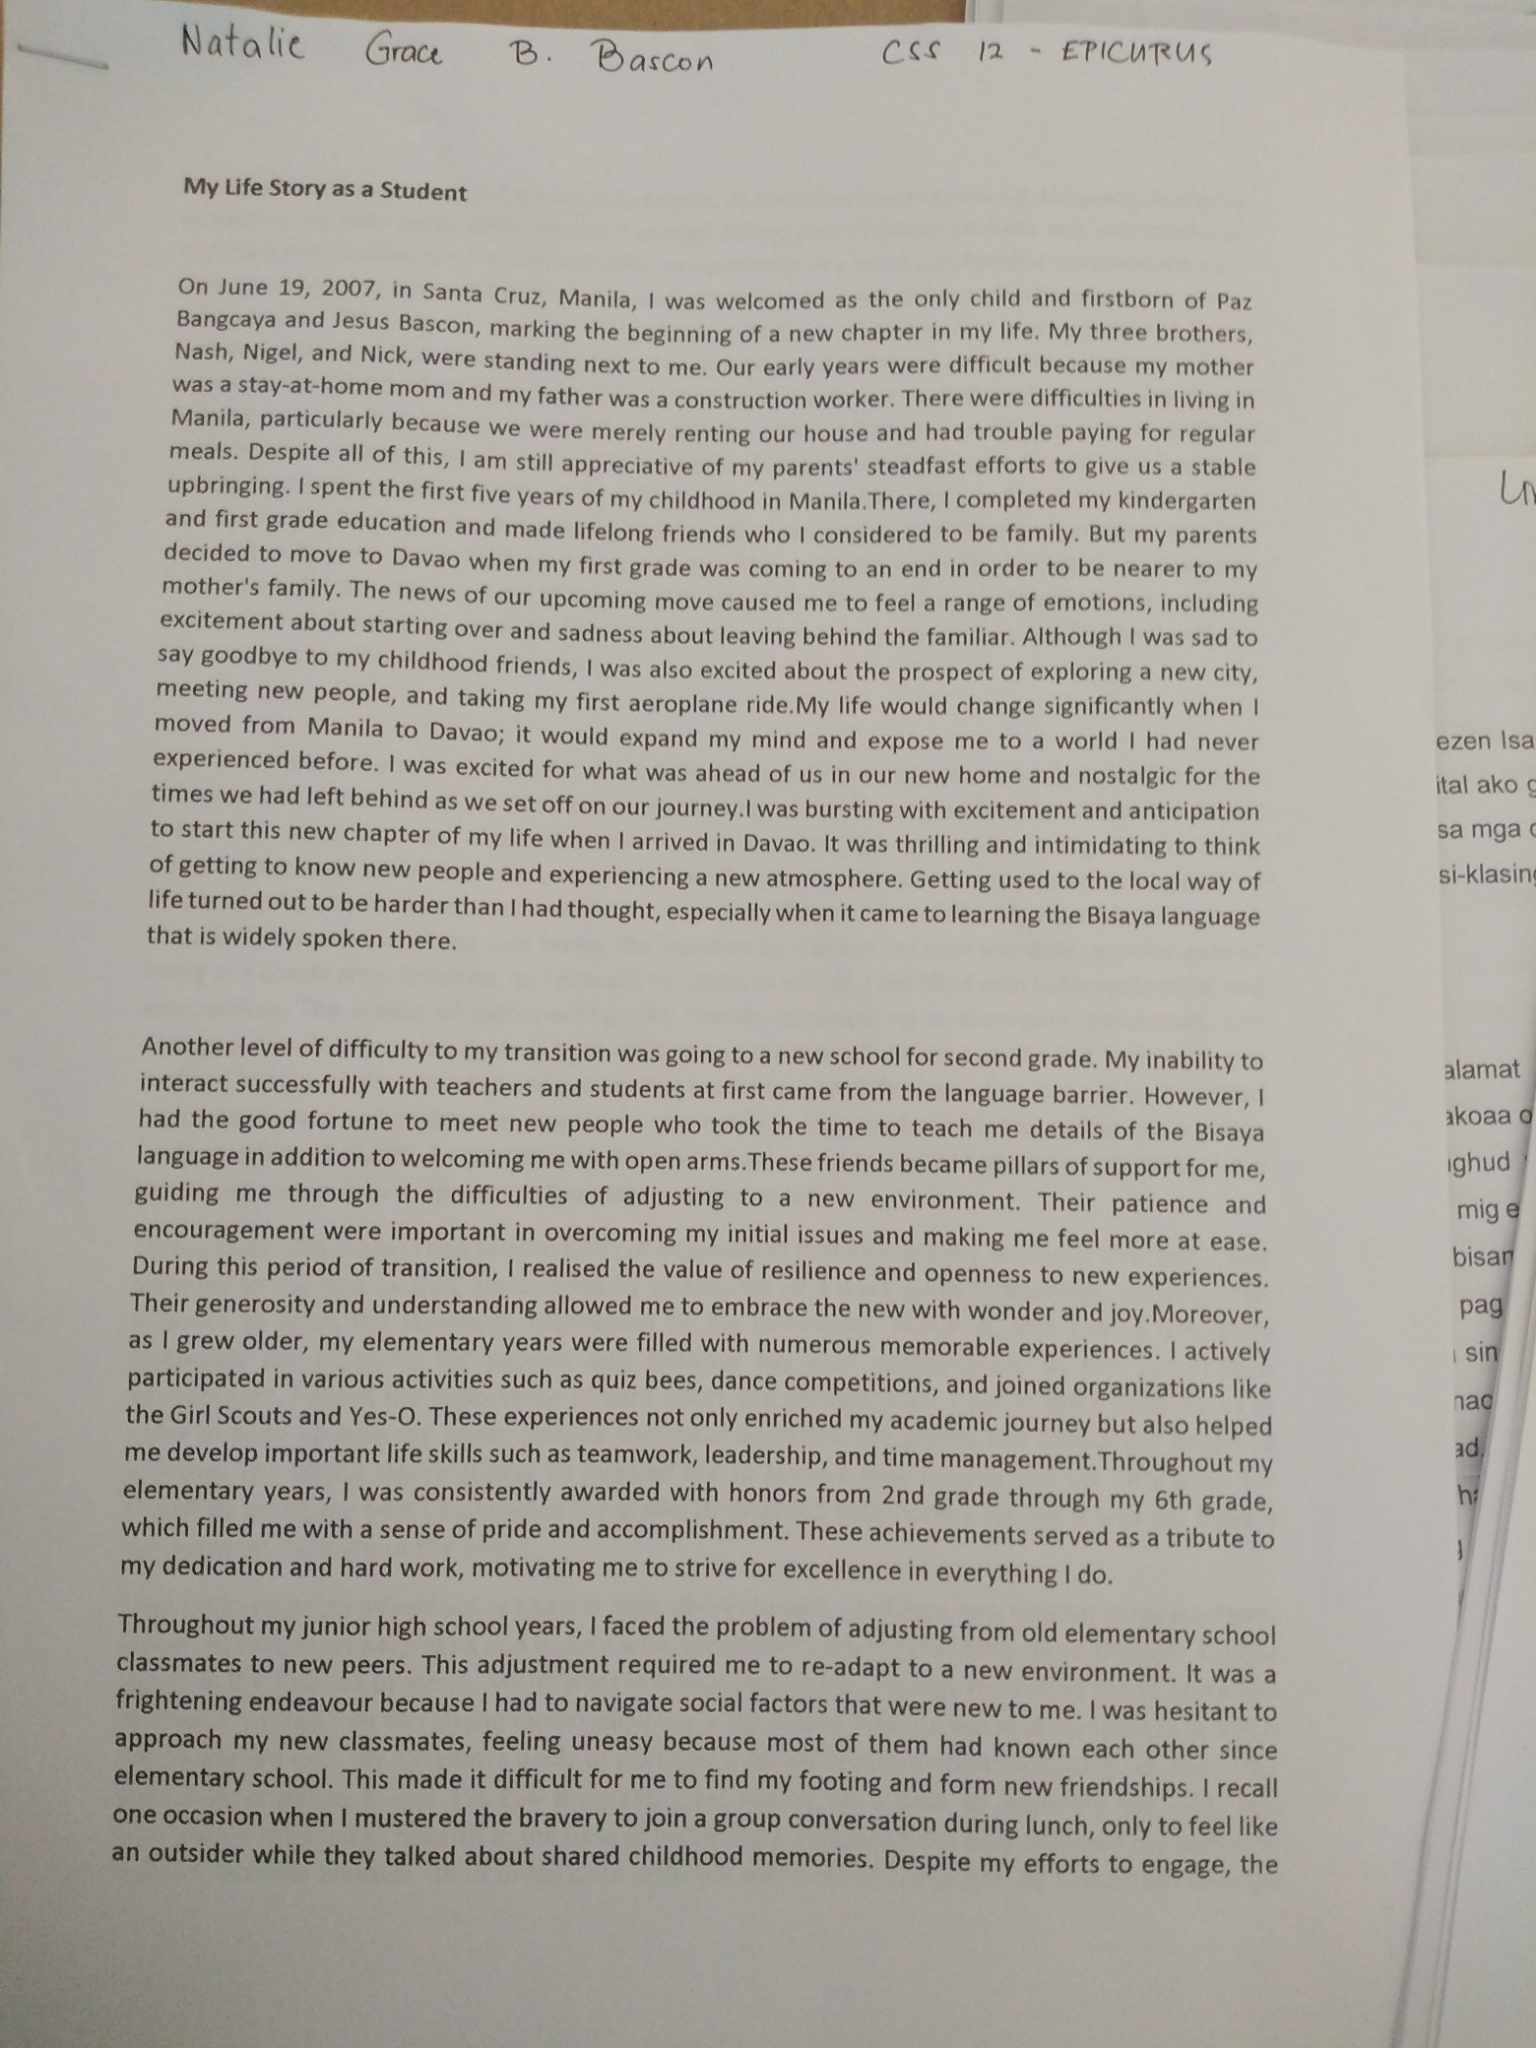 Natalie Grace B. Bascon CSS 12 - EPICURUS
My Life Story as a Student
On June 19, 2007, in Santa Cruz, Manila, I was welcomed as the only child and firstborn of Paz
Bangcaya and Jesus Bascon, marking the beginning of a new chapter in my life. My three brothers,
Nash, Nigel, and Nick, were standing next to me. Our early years were difficult because my mother
was a stay-at-home mom and my father was a construction worker. There were difficulties in living in
Manila, particularly because we were merely renting our house and had trouble paying for regular
meals. Despite all of this, I am still appreciative of my parents' steadfast efforts to give us a stable
upbringing. I spent the first five years of my childhood in Manila.There, I completed my kindergarten
and first grade education and made lifelong friends who I considered to be family. But my parents
decided to move to Davao when my first grade was coming to an end in order to be nearer to my
mother's family. The news of our upcoming move caused me to feel a range of emotions, including
excitement about starting over and sadness about leaving behind the familiar. Although I was sad to
say goodbye to my childhood friends, I was also excited about the prospect of exploring a new city,
meeting new people, and taking my first aeroplane ride.My life would change significantly when I
moved from Manila to Davao; it would expand my mind and expose me to a world I had never
experienced before. I was excited for what was ahead of us in our new home and nostalgic for the
times we had left behind as we set off on our journey.I was bursting with excitement and anticipation
to start this new chapter of my life when I arrived in Davao. It was thrilling and intimidating to think
of getting to know new people and experiencing a new atmosphere. Getting used to the local way of
life turned out to be harder than I had thought, especially when it came to learning the Bisaya language
that is widely spoken there.
Another level of difficulty to my transition was going to a new school for second grade. My inability to
interact successfully with teachers and students at first came from the language barrier. However, I
had the good fortune to meet new people who took the time to teach me details of the Bisaya
language in addition to welcoming me with open arms.These friends became pillars of support for me,
guiding me through the difficulties of adjusting to a new environment. Their patience and
encouragement were important in overcoming my initial issues and making me feel more at ease.
During this period of transition, I realised the value of resilience and openness to new experiences.
Their generosity and understanding allowed me to embrace the new with wonder and joy.Moreover,
as I grew older, my elementary years were filled with numerous memorable experiences. I actively
participated in various activities such as quiz bees, dance competitions, and joined organizations like
the Girl Scouts and Yes-O. These experiences not only enriched my academic journey but also helped
me develop important life skills such as teamwork, leadership, and time management.Throughout my
elementary years, I was consistently awarded with honors from 2nd grade through my 6th grade,
which filled me with a sense of pride and accomplishment. These achievements served as a tribute to
my dedication and hard work, motivating me to strive for excellence in everything I do.
Throughout my junior high school years, I faced the problem of adjusting from old elementary school
classmates to new peers. This adjustment required me to re-adapt to a new environment. It was a
frightening endeavour because I had to navigate social factors that were new to me. I was hesitant to
approach my new classmates, feeling uneasy because most of them had known each other since
elementary school. This made it difficult for me to find my footing and form new friendships. I recall
one occasion when I mustered the bravery to join a group conversation during lunch, only to feel like
an outsider while they talked about shared childhood memories. Despite my efforts to engage, the
ezen Isa
ital ako g
sa mga
si-klasing
alamat
akoaa
ghud
mig e
bisan
pag
sin